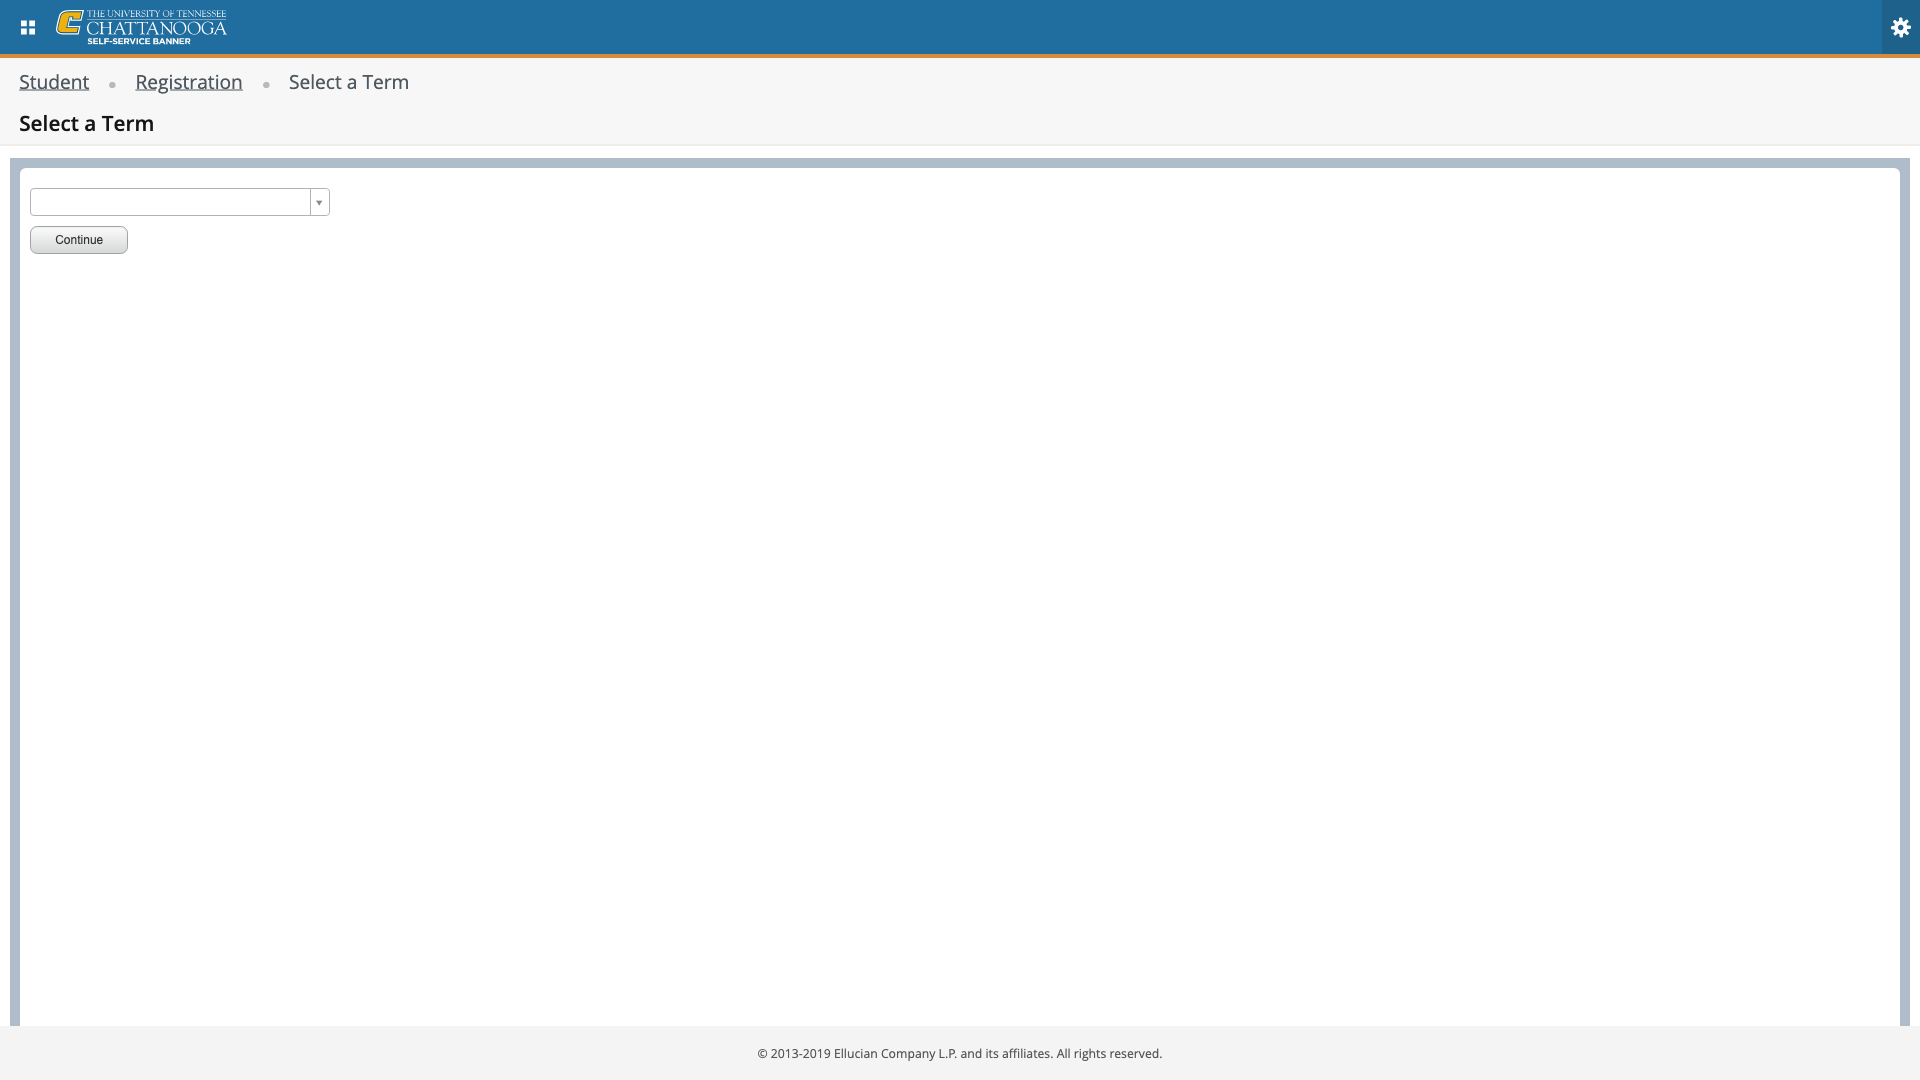 THE UNIVERSITY OF TENNESSEE
CHATTANOOGA
SELF-SERVICE BANNER
Student • Registration • Select a Term
Select a Term
Continue
© 2013-2019 Ellucian Company L.P. and its affiliates. All rights reserved.